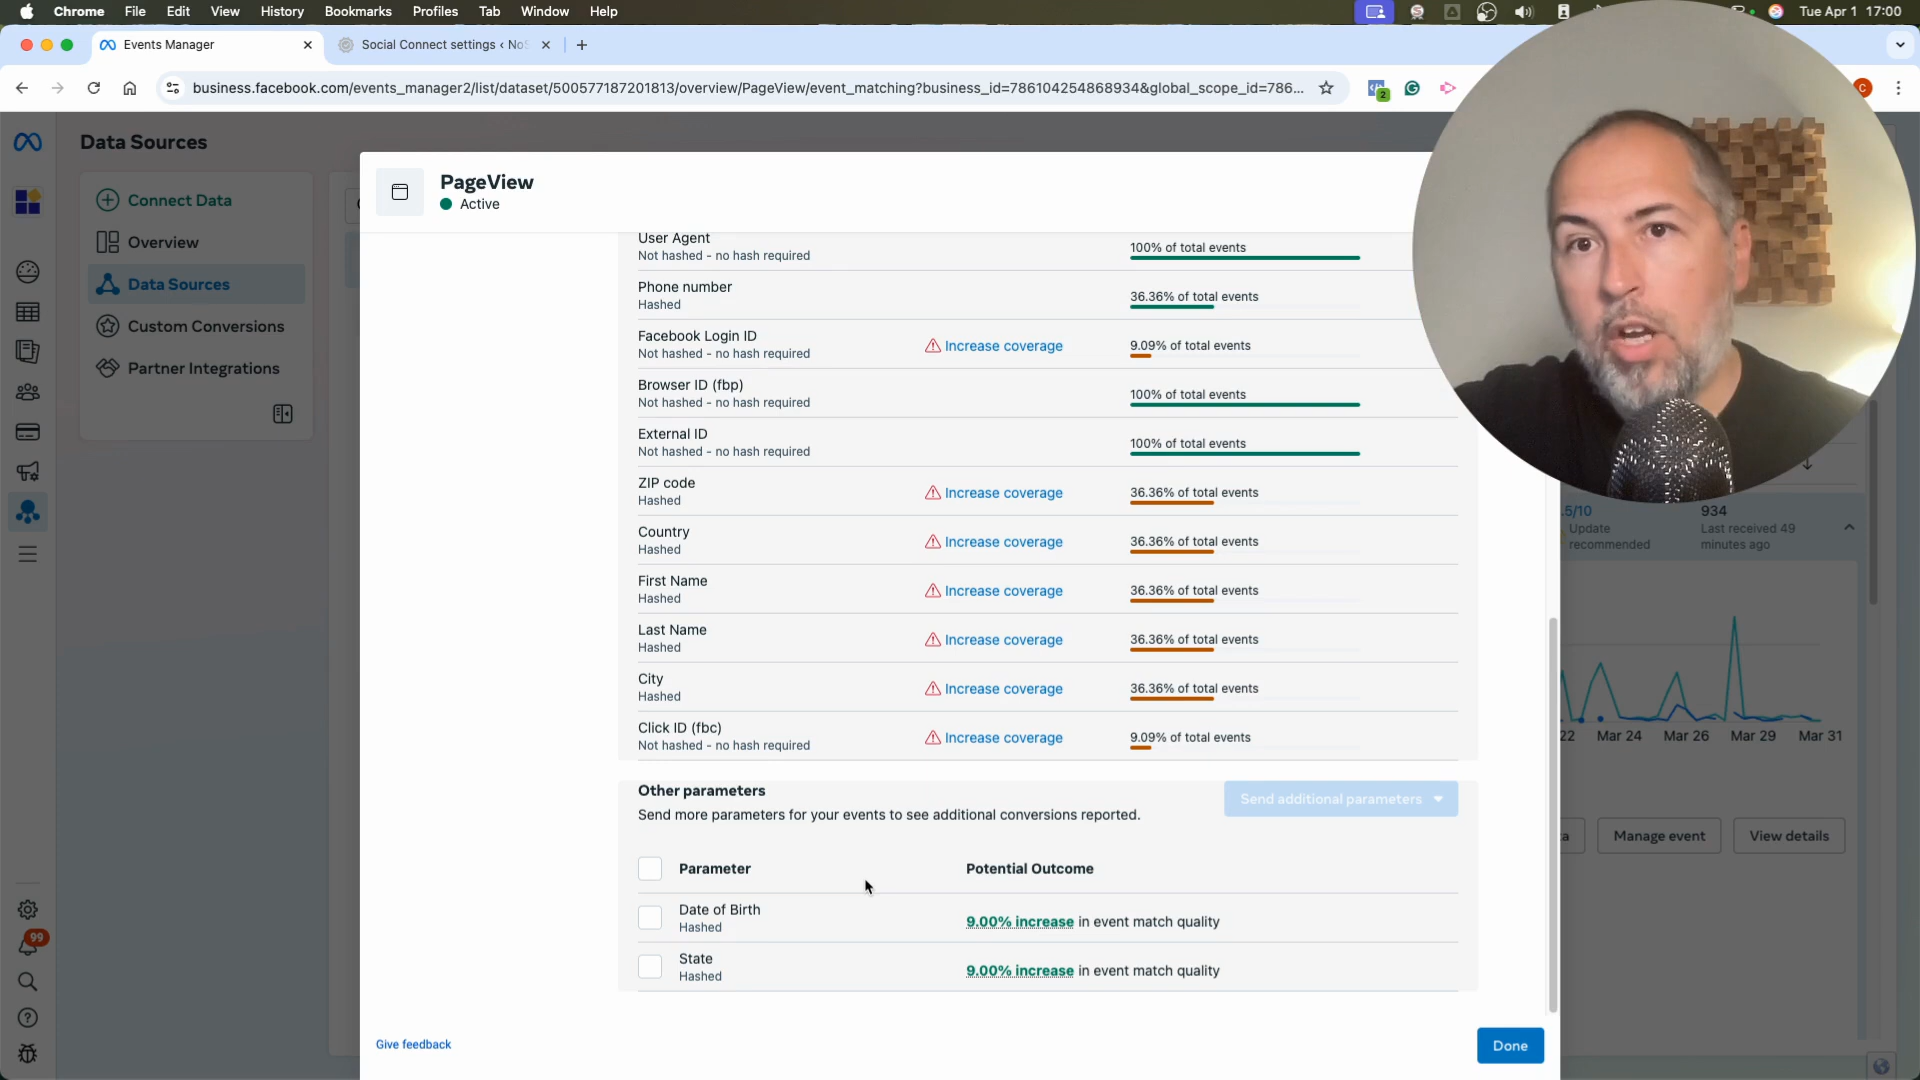 Chrome File Edit View History Bookmarks Profiles Tab Window Help
Tue Apr 1 17:00
Events Manager
Social Connect settings ‹ NoS
business.facebook.com/events_manager2/list/dataset/500577187201813/overview/PageView/event_matching?business_id=786104254868934&global_scope_id=786...
2
C
Data Sources
Connect Data
Overview
Data Sources
Custom Conversions
Partner Integrations
99
PageView
Active
User Agent
Not hashed - no hash required
100% of total events
Phone number
Hashed
36.36% of total events
Facebook Login ID
Not hashed - no hash required
Increase coverage
9.09% of total events
Browser ID (fbp)
Not hashed - no hash required
100% of total events
External ID
Not hashed - no hash required
100% of total events
ZIP code
Hashed
Increase coverage
36.36% of total events
Country
Hashed
Increase coverage
36.36% of total events
First Name
Hashed
Increase coverage
36.36% of total events
Last Name
Hashed
Increase coverage
36.36% of total events
City
Hashed
Increase coverage
36.36% of total events
Click ID (fbc)
Not hashed - no hash required
Increase coverage
9.09% of total events
Other parameters
Send more parameters for your events to see additional conversions reported.
Send additional parameters
Parameter
Potential Outcome
Date of Birth
Hashed
9.00% increase in event match quality
State
Hashed
9.00% increase in event match quality
Give feedback
Done
.5/10
Update
recommended
934
Last received 49
minutes ago
22 Mar 24 Mar 26 Mar 29 Mar 31
Manage event
View details